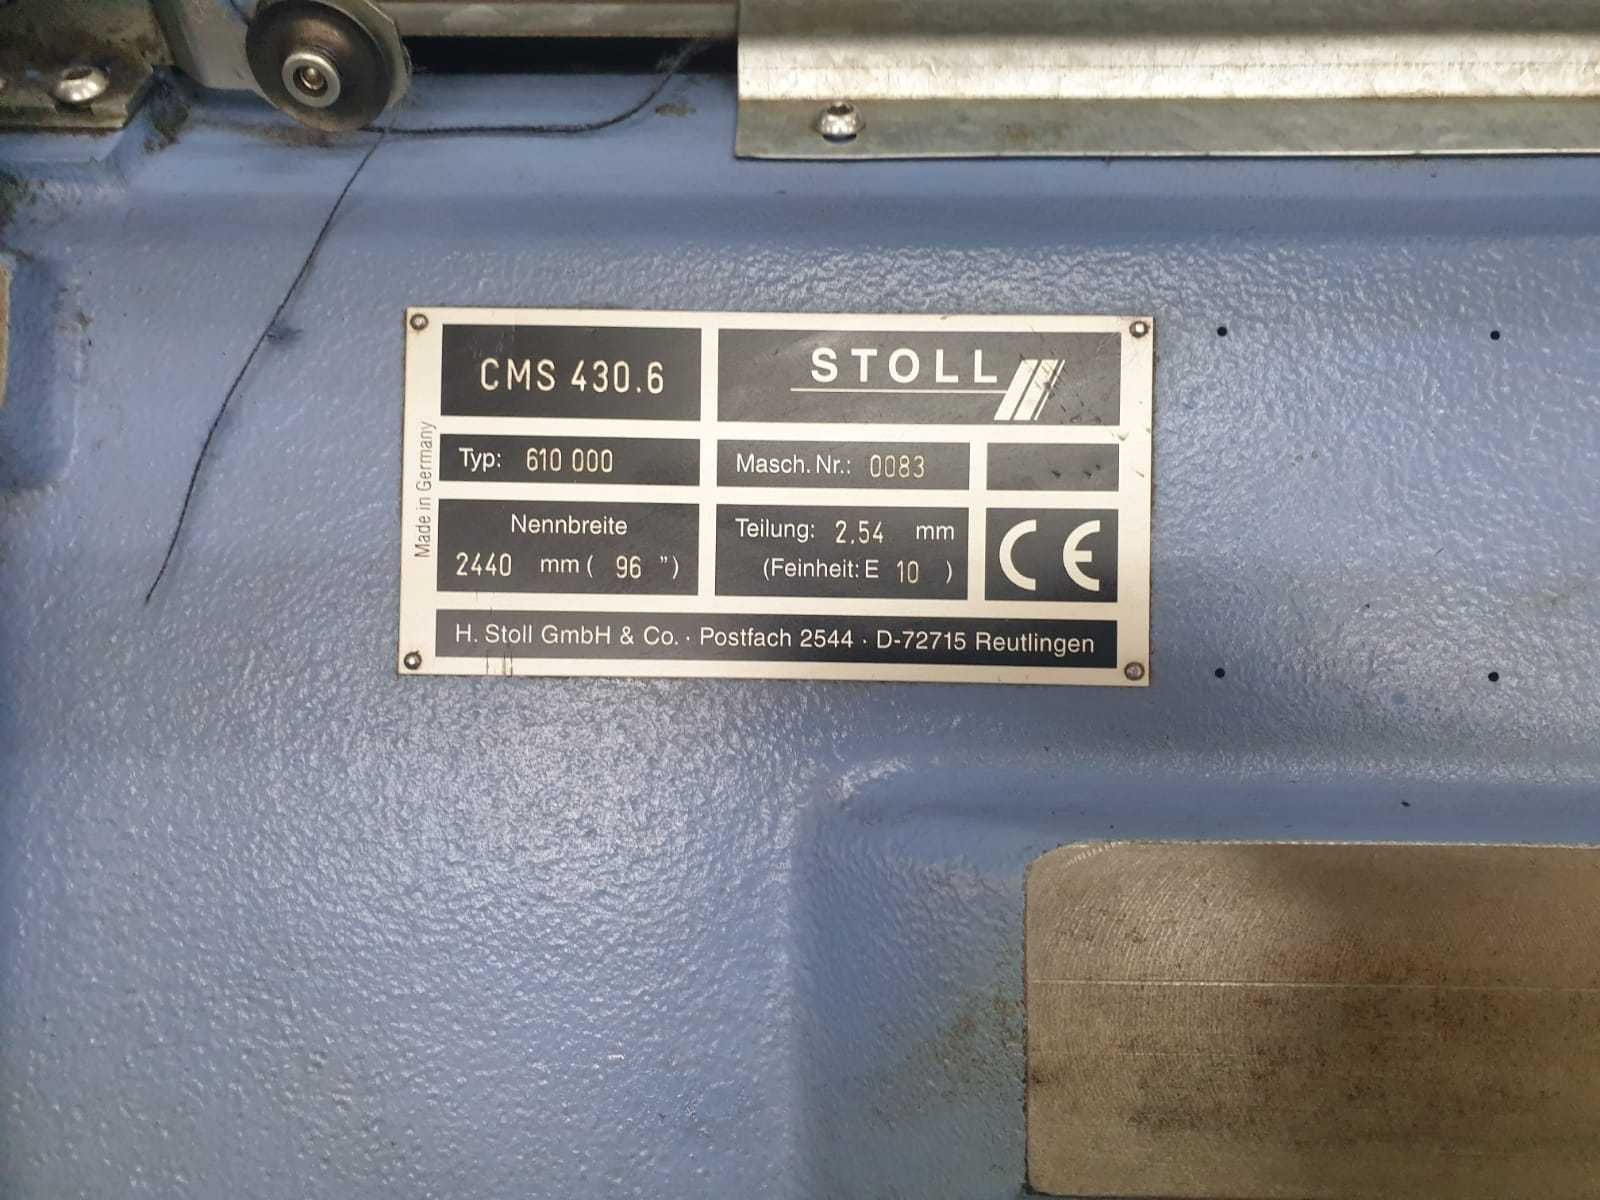 CMS 430.6
STOLL
Made in Germany
Typ: 610 000
Masch. Nr.: 0083
Nennbreite
2440 mm ( 96 ")
Teilung: 2.54 mm
(Feinheit: E 10 )
CE
H. Stoll GmbH & Co. · Postfach 2544 · D-72715 Reutlingen